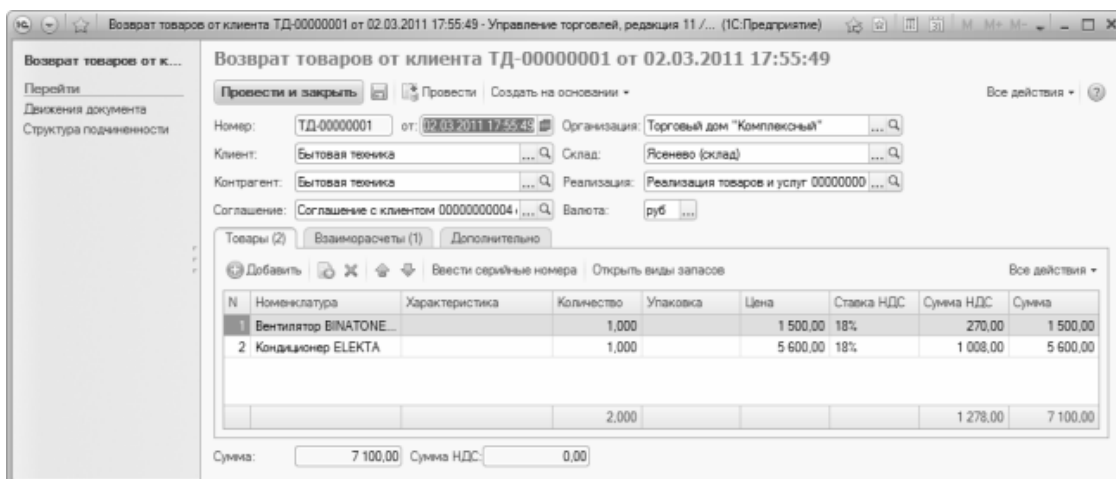 Возврат товаров от клиента ТД-00000001 от 02.03.2011 17:55:49 - Управление торговлей, редакция 11 /... (1С:Предприятие) M M+ M-
Возврат товаров от к...
Перейти
Движения документа
Структура подчиненности
Возврат товаров от клиента ТД-00000001 от 02.03.2011 17:55:49
Провести и закрыть Провести Создать на основании Все действия
Номер: ТД-00000001 от: 02.03.2011 17:55:49 Организация: Торговый дом "Комплексный" ...
Клиент: Бытовая техника ... Склад: Ясенево (склад) ...
Контрагент: Бытовая техника ... Реализация: Реализация товаров и услуг 00000000 ...
Соглашение: Соглашение с клиентом 00000000004 ... Валюта: руб ...
Товары (2) Взаиморасчеты (1) Дополнительно
Добавить Ввести серийные номера Открыть виды запасов Все действия
N Номенклатура Характеристика Количество Упаковка Цена Ставка НДС Сумма НДС Сумма
1 Вентилятор BINATONE... 1,000 1 500,00 18% 270,00 1 500,00
2 Кондиционер ELEKTA 1,000 5 600,00 18% 1 008,00 5 600,00
2,000 1 278,00 7 100,00
Сумма: 7 100,00 Сумма НДС: 0,00